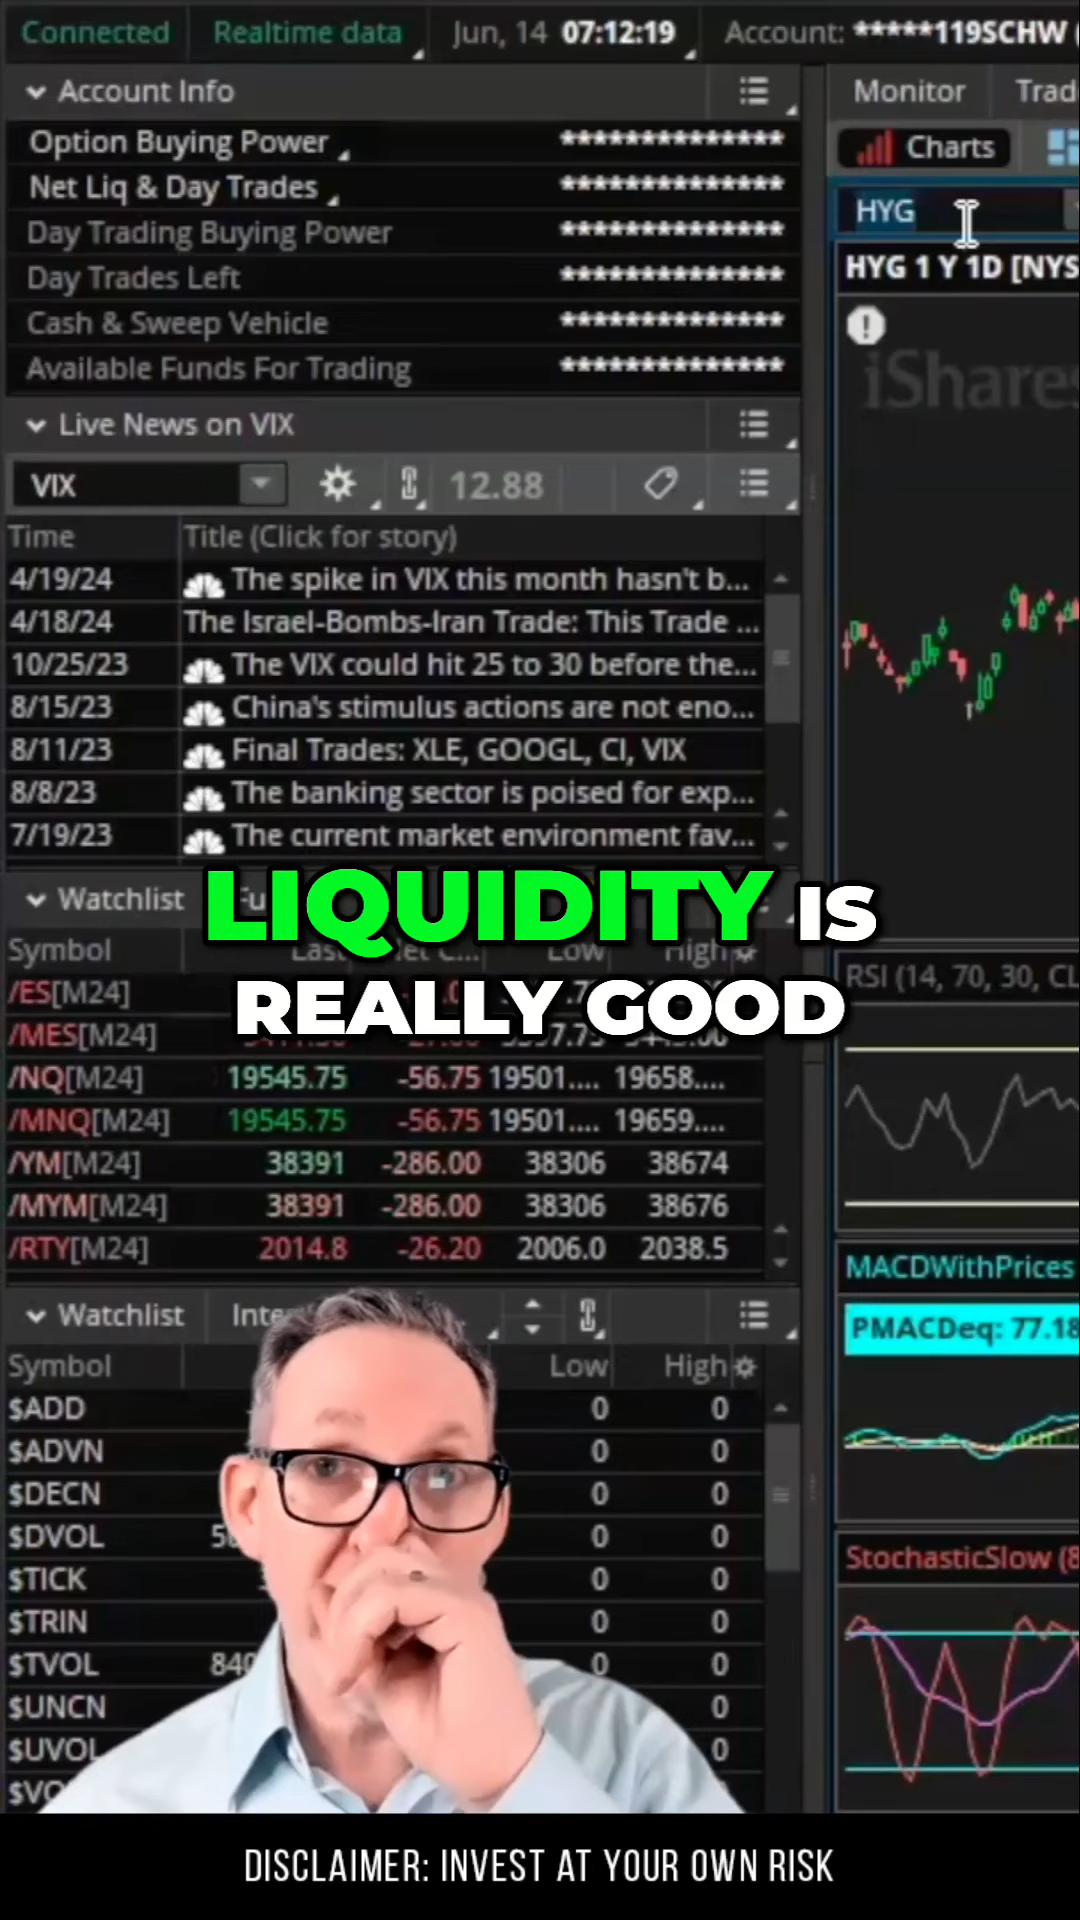 Connected Realtime data Jun, 14 07:12:19 Account: *****119SCHW
Account Info
Monitor
Option Buying Power **************
Charts
Net Liq & Day Trades **************
HYG
Day Trading Buying Power **************
HYG 1 Y 1D [NYS
Day Trades Left **************
Cash & Sweep Vehicle **************
Available Funds For Trading **************
iShares
Live News on VIX
VIX 12.88
Time Title (Click for story)
4/19/24 The spike in VIX this month hasn't b...
4/18/24 The Israel-Bombs-Iran Trade: This Trade ...
10/25/23 The VIX could hit 25 to 30 before the...
8/15/23 China's stimulus actions are not eno...
8/11/23 Final Trades: XLE, GOOGL, CI, VIX
8/8/23 The banking sector is poised for exp...
7/19/23 The current market environment fav...
Watchlist
LIQUIDITY IS
REALLY GOOD
Symbol Last Low High
/ES[M24]
RSI (14, 70, 30, CL
/MES[M24]
/NQ[M24] 19545.75 -56.75 19501.... 19658....
/MNQ[M24] 19545.75 -56.75 19501.... 19659....
/YM[M24] 38391 -286.00 38306 38674
/MYM[M24] 38391 -286.00 38306 38676
/RTY[M24] 2014.8 -26.20 2006.0 2038.5
MACDWithPrices
Watchlist
PMACDeq: 77.18
Symbol Low High
$ADD 0 0
$ADVN 0 0
$DECN 0 0
$DVOL 0 0
StochasticSlow (8
$TICK 0 0
$TRIN 0 0
$TVOL 0 0
$UNCN 0
$UVOL 0
DISCLAIMER: INVEST AT YOUR OWN RISK